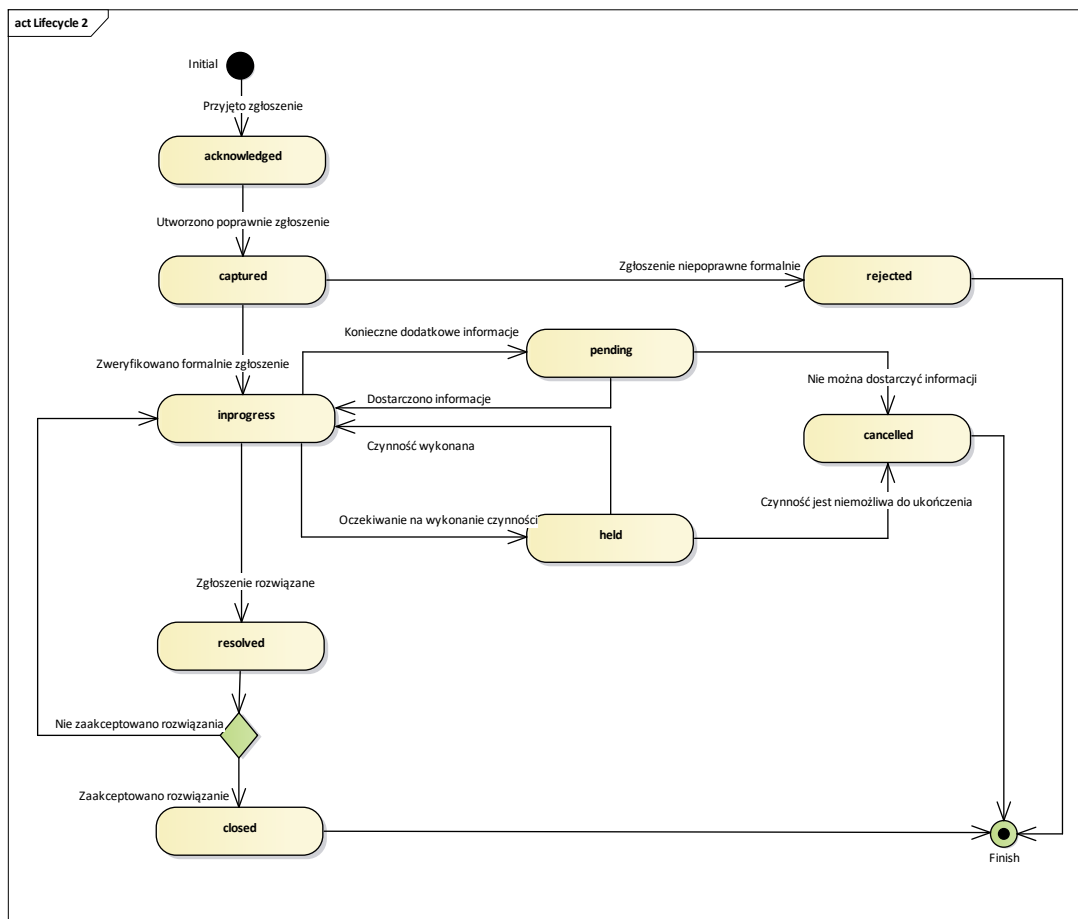 act Lifecycle 2
Initial
Przyjęto zgłoszenie
acknowledged
Utworzono poprawnie zgłoszenie
captured
Zgłoszenie niepoprawne formalnie
rejected
Konieczne dodatkowe informacje
pending
Zweryfikowano formalnie zgłoszenie
Nie można dostarczyć informacji
Dostarczono informacje
inprogress
cancelled
Czynność wykonana
Czynność jest niemożliwa do ukończenia
Oczekiwanie na wykonanie czynności
held
Zgłoszenie rozwiązane
resolved
Nie zaakceptowano rozwiązania
Zaakceptowano rozwiązanie
closed
Finish